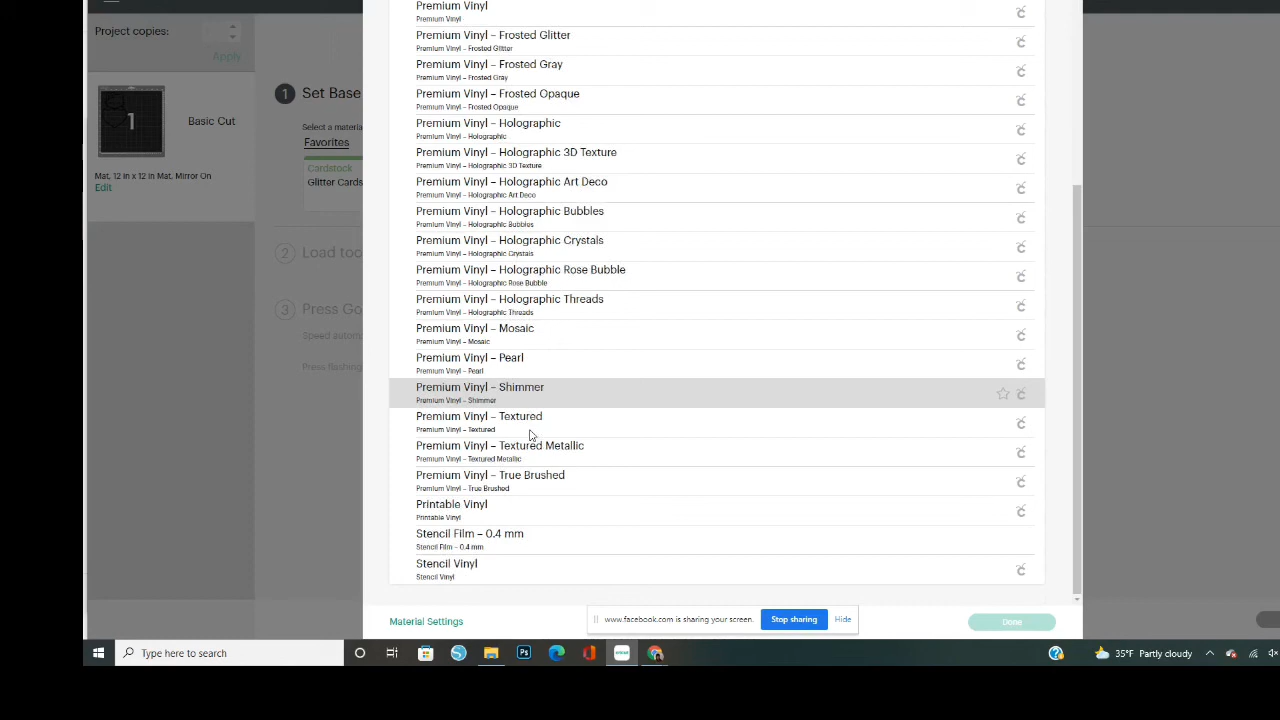 Project copies:
Apply
1
Basic Cut
Mat, 12 in x 12 in Mat. Mirror On
Edit
1
Set Base
Select a material
Favorites
Cardstock
Glitter Cards
2
Load too
3
Press Go
Speed autom
Press flashing
Premium Vinyl
Premium Vinyl
Premium Vinyl – Frosted Glitter
Premium Vinyl – Frosted Glitter
Premium Vinyl – Frosted Gray
Premium Vinyl – Frosted Gray
Premium Vinyl – Frosted Opaque
Premium Vinyl – Frosted Opaque
Premium Vinyl – Holographic
Premium Vinyl – Holographic
Premium Vinyl – Holographic 3D Texture
Premium Vinyl – Holographic 3D Texture
Premium Vinyl – Holographic Art Deco
Premium Vinyl – Holographic Art Deco
Premium Vinyl – Holographic Bubbles
Premium Vinyl – Holographic Bubbles
Premium Vinyl – Holographic Crystals
Premium Vinyl – Holographic Crystals
Premium Vinyl – Holographic Rose Bubble
Premium Vinyl – Holographic Rose Bubble
Premium Vinyl – Holographic Threads
Premium Vinyl – Holographic Threads
Premium Vinyl – Mosaic
Premium Vinyl – Mosaic
Premium Vinyl – Pearl
Premium Vinyl – Pearl
Premium Vinyl – Shimmer
Premium Vinyl – Shimmer
Premium Vinyl – Textured
Premium Vinyl – Textured
Premium Vinyl – Textured Metallic
Premium Vinyl – Textured Metallic
Premium Vinyl – True Brushed
Premium Vinyl – True Brushed
Printable Vinyl
Printable Vinyl
Stencil Film – 0.4 mm
Stencil Film – 0.4 mm
Stencil Vinyl
Stencil Vinyl
Material Settings
www.facebook.com is sharing your screen.
Stop sharing
Hide
Done
Type here to search
Ps
35°F Partly cloudy